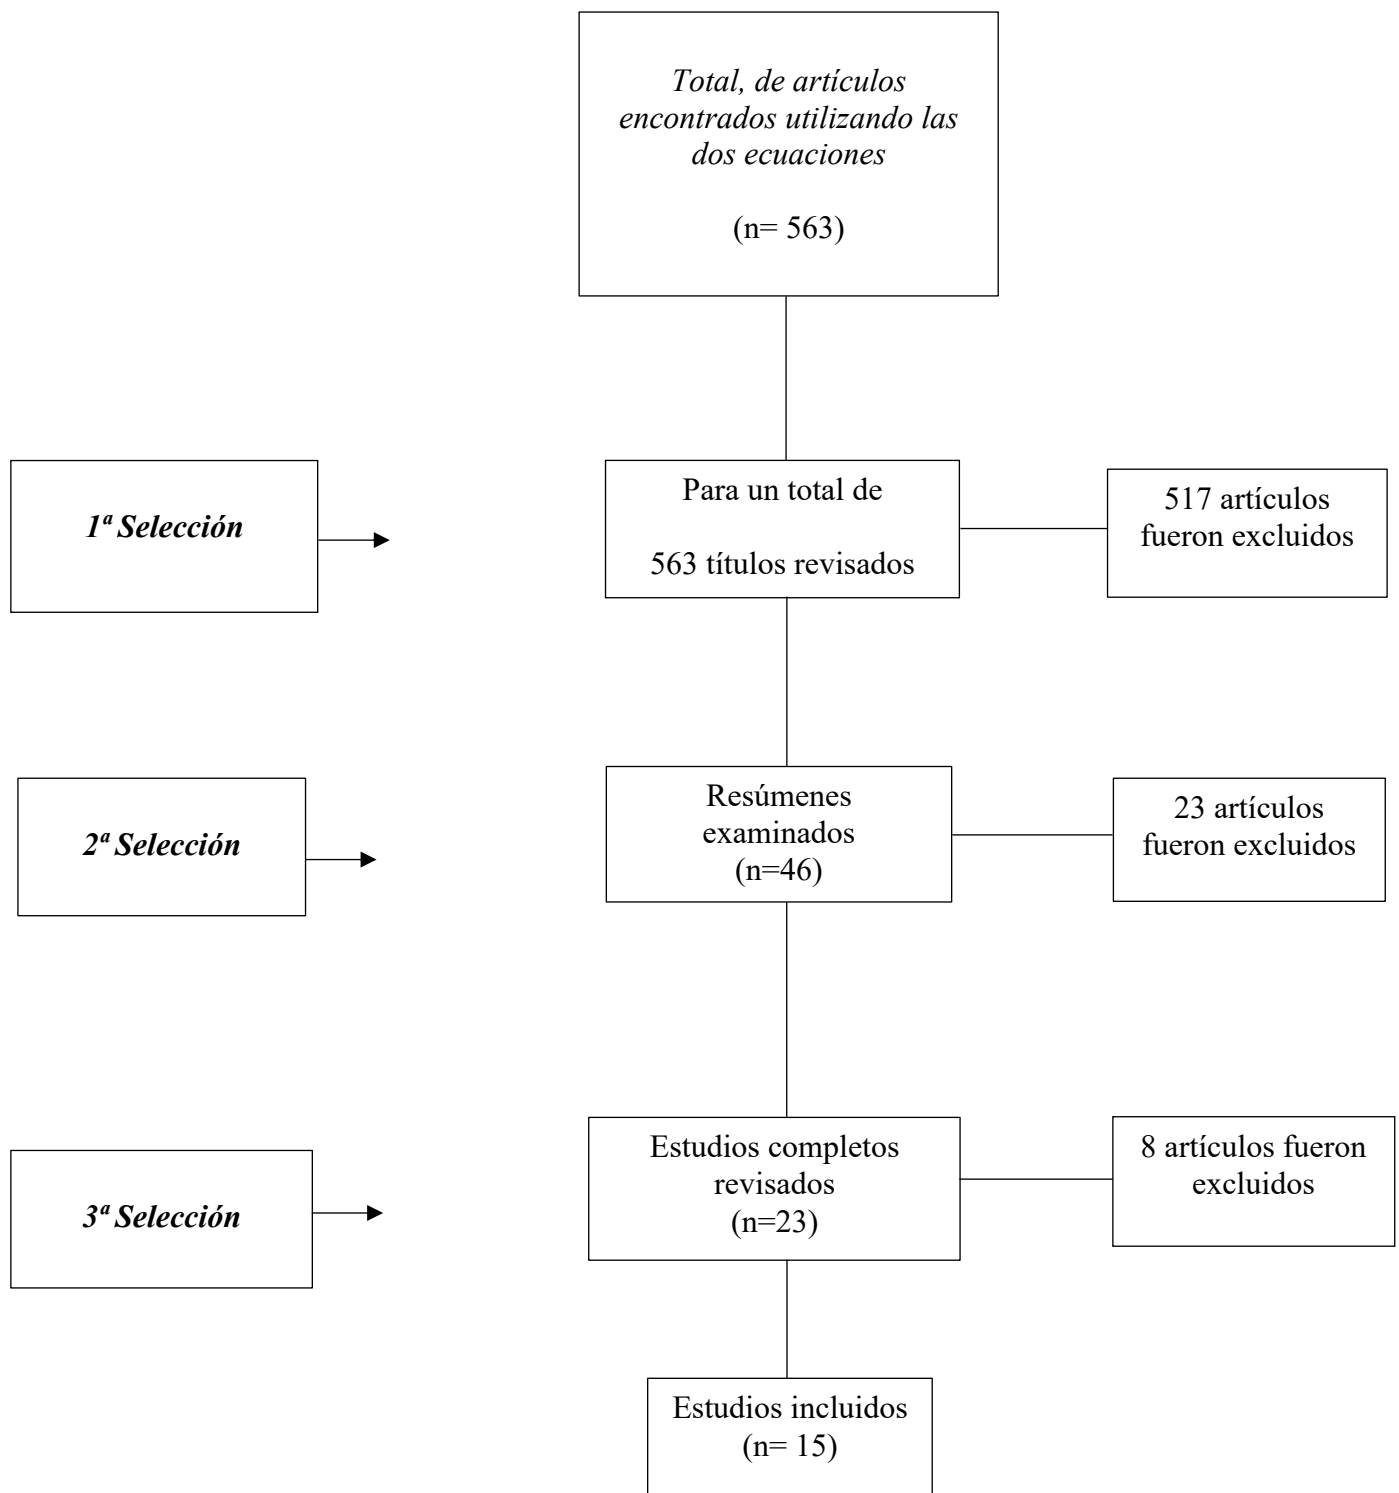 Total, de artículos
encontrados utilizando las
dos ecuaciones
(n= 563)
1ª Selección
Para un total de
563 títulos revisados
517 artículos
fueron excluidos
2ª Selección
Resúmenes
examinados
(n=46)
23 artículos
fueron excluidos
3ª Selección
Estudios completos
revisados
(n=23)
8 artículos fueron
excluidos
Estudios incluidos
(n= 15)